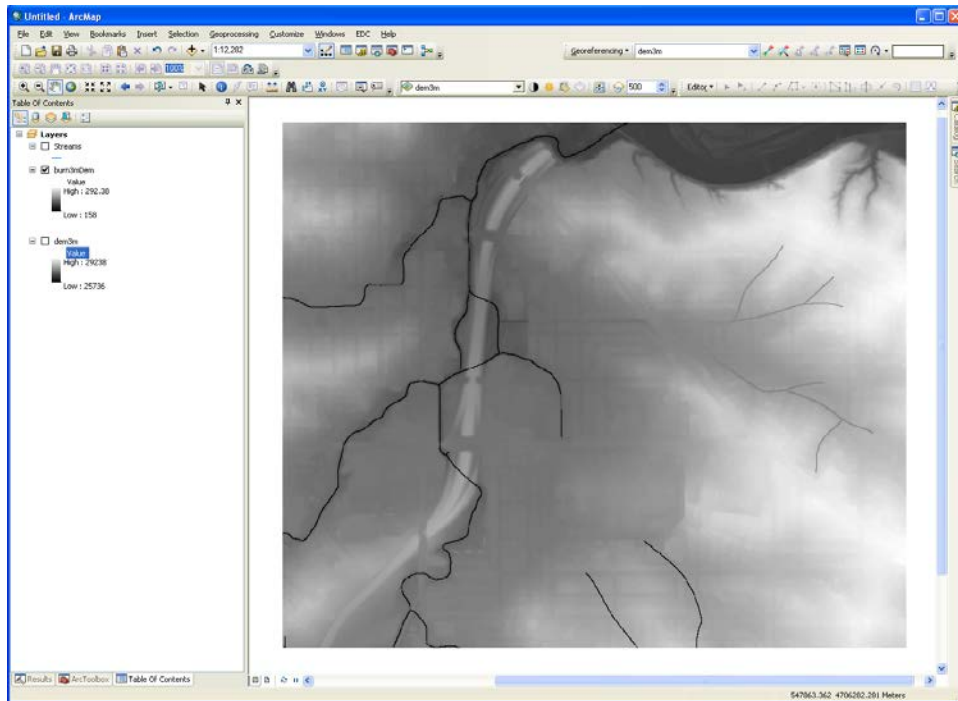 Untitled - ArcMap
File Edit View Bookmarks Insert Selection Geoprocessing Customize Windows EDC Help
1:12,282
Georeferencing
dem3m
100%
dem3m
500
Editor
Table Of Contents
Layers
Streams
burn3mDem
Value
High : 292.38
Low : 158
dem3m
Value
High : 29238
Low : 25736
Results
ArcToolbox
Table Of Contents
547863.362 4706282.281 Meters